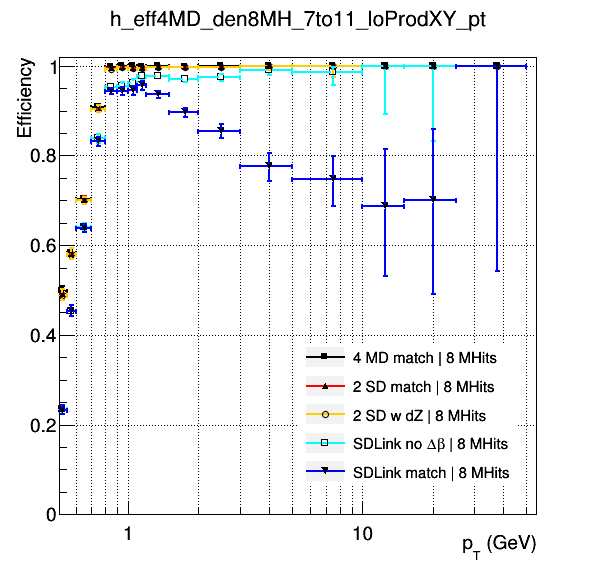 h_eff4MD_den8MH_7to11_loProdXY_pt
Efficiency
1
0.8
0.6
0.4
0.2
0
4 MD match | 8 MHits
2 SD match | 8 MHits
2 SD w dZ | 8 MHits
SDLink no Δβ | 8 MHits
SDLink match | 8 MHits
1
10
p_T (GeV)